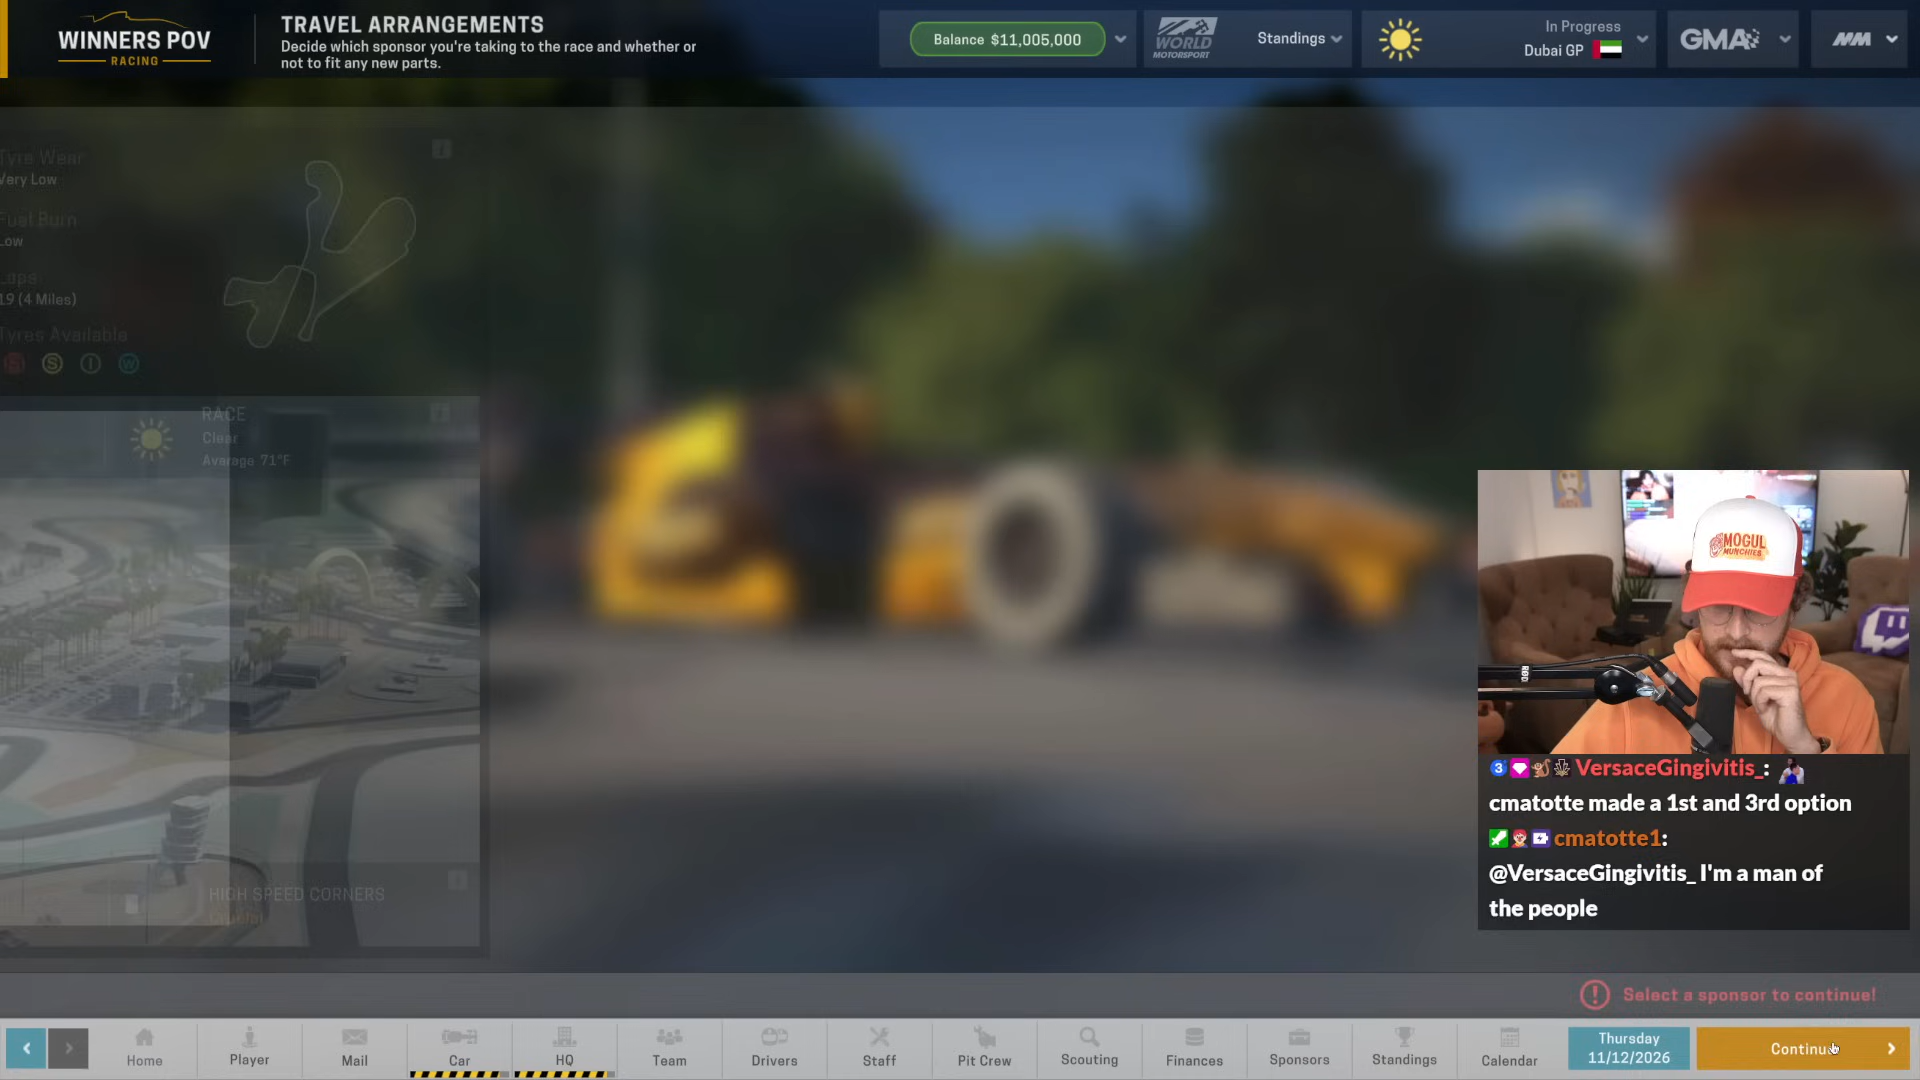 WINNERS POV
RACING
TRAVEL ARRANGEMENTS
Decide which sponsor you're taking to the race and whether or
not to fit any new parts.
Balance $11,005,000
WORLD
MOTORSPORT
Standings
In Progress
Dubai GP
GMA
Tyre Wear
Very Low
Fuel Burn
Low
Laps
19 (4 Miles)
Tyres Available
S I W
RACE
Clear
Average 71°F
HIGH SPEED CORNERS
Crucial
MOGUL
MUNCHIES
3 VersaceGingivitis_:
cmatotte made a 1st and 3rd option
cmatotte1:
@VersaceGingivitis_ I'm a man of
the people
Select a sponsor to continue!
Home
Player
Mail
Car
HQ
Team
Drivers
Staff
Pit Crew
Scouting
Finances
Sponsors
Standings
Calendar
Thursday
11/12/2026
Continue